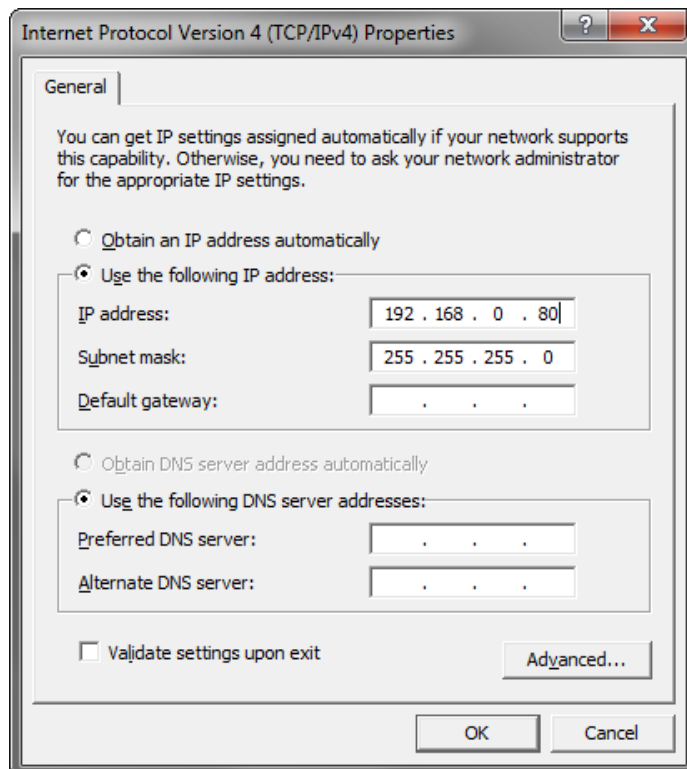 Internet Protocol Version 4 (TCP/IPv4) Properties
?
X
General
You can get IP settings assigned automatically if your network supports
this capability. Otherwise, you need to ask your network administrator
for the appropriate IP settings.
Obtain an IP address automatically
Use the following IP address:
IP address: 192 . 168 . 0 . 80
Subnet mask: 255 . 255 . 255 . 0
Default gateway: . . .
Obtain DNS server address automatically
Use the following DNS server addresses:
Preferred DNS server: . . .
Alternate DNS server: . . .
Validate settings upon exit
Advanced...
OK Cancel